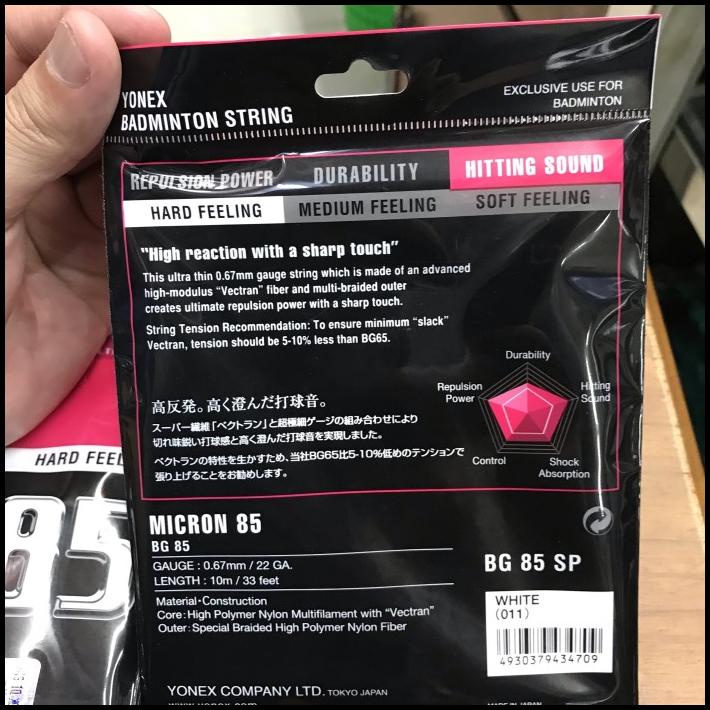 YONEX
BADMINTON STRING
EXCLUSIVE USE FOR
BADMINTON
REPULSION POWER
DURABILITY
HITTING SOUND
HARD FEELING
MEDIUM FEELING
SOFT FEELING
"High reaction with a sharp touch"
This ultra thin 0.67mm gauge string which is made of an advanced
high-modulus "Vectran" fiber and multi-braided outer
creates ultimate repulsion power with a sharp touch.
String Tension Recommendation: To ensure minimum "slack"
Vectran, tension should be 5-10% less than BG65.
Durability
Repulsion
Power
Hitting
Sound
Control
Shock
Absorption
高反発。高く澄んだ打球音。
スーパー繊維「ベクトラン」と超極細ゲージの組み合わせにより
切れ味鋭い打球感と高く澄んだ打球音を実現しました。
ベクトランの特性を生かすため、当社BG65比5-10%低めのテンションで
張り上げることをお勧めします。
HARD FEEL
85
MICRON 85
BG 85
GAUGE : 0.67mm / 22 GA.
LENGTH : 10m / 33 feet
Material・Construction
Core: High Polymer Nylon Multifilament with "Vectran"
Outer: Special Braided High Polymer Nylon Fiber
BG 85 SP
WHITE
(011)
4930379434709
YONEX COMPANY LTD. TOKYO JAPAN
www.yonex.com
MADE IN JAPAN